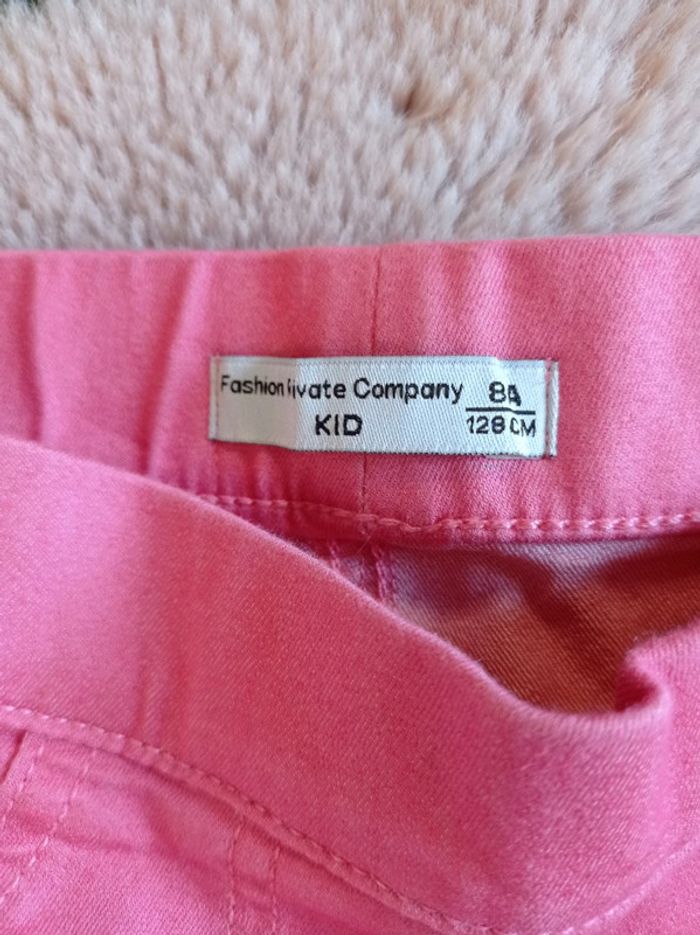 Fashion Private Company
KID
8A
128 CM